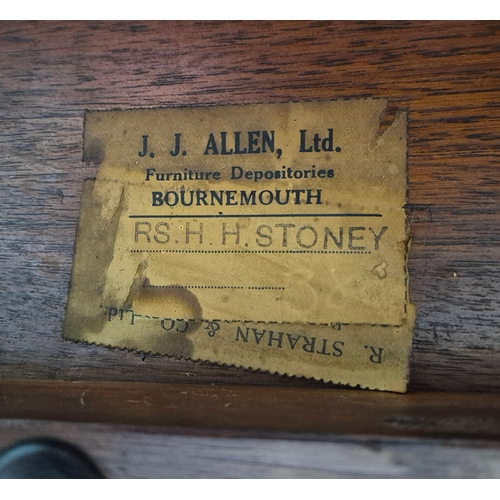 J. J. ALLEN, Ltd.
Furniture Depositories
BOURNEMOUTH
RS. H. H. STONEY
R. STRAHAN & CO. Ltd.